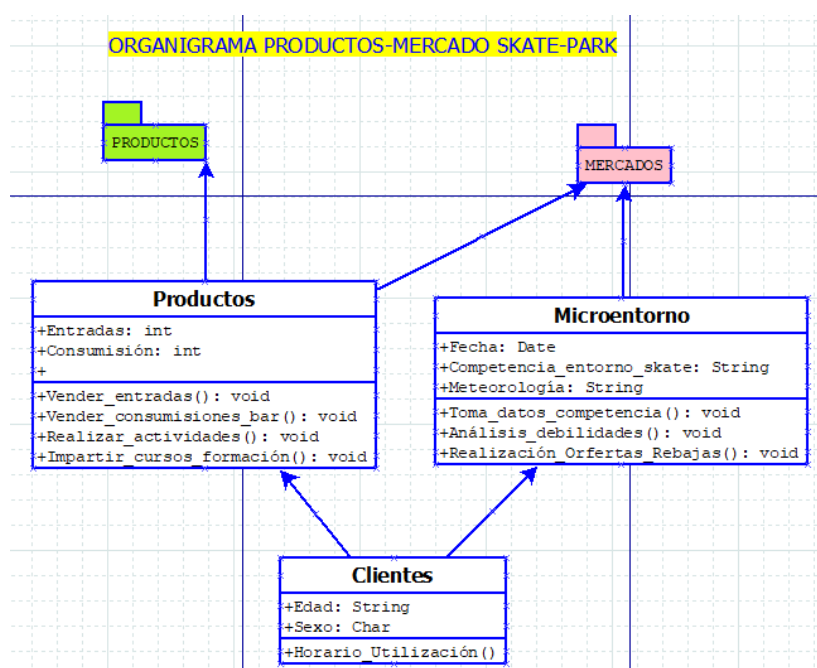 ORGANIGRAMA PRODUCTOS-MERCADO SKATE-PARK
PRODUCTOS
MERCADOS
Productos
+Entradas: int
+Consumisión: int
+
+Vender_entradas(): void
+Vender_consumisiones_bar(): void
+Realizar_actividades(): void
+Impartir_cursos_formación(): void
Microentorno
+Fecha: Date
+Competencia_entorno_skate: String
+Meteorología: String
+Toma_datos_competencia(): void
+Análisis_debilidades(): void
+Realización_Orfertas_Rebajas(): void
Clientes
+Edad: String
+Sexo: Char
+Horario_Utilización()